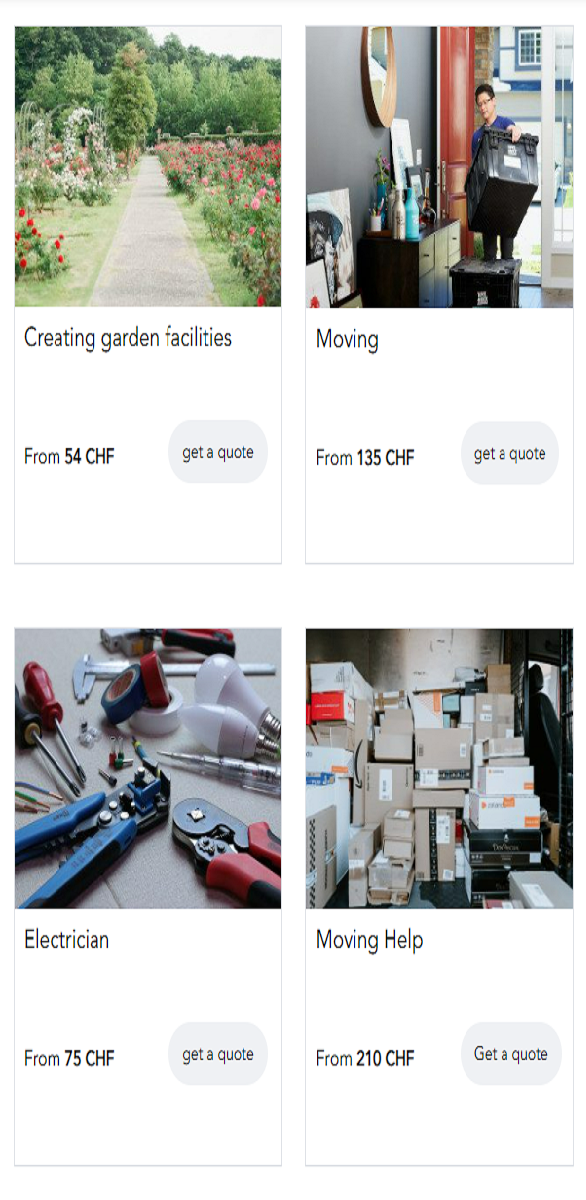 Creating garden facilities
From 54 CHF
get a quote
Moving
From 135 CHF
get a quote
Electrician
From 75 CHF
get a quote
Moving Help
From 210 CHF
Get a quote